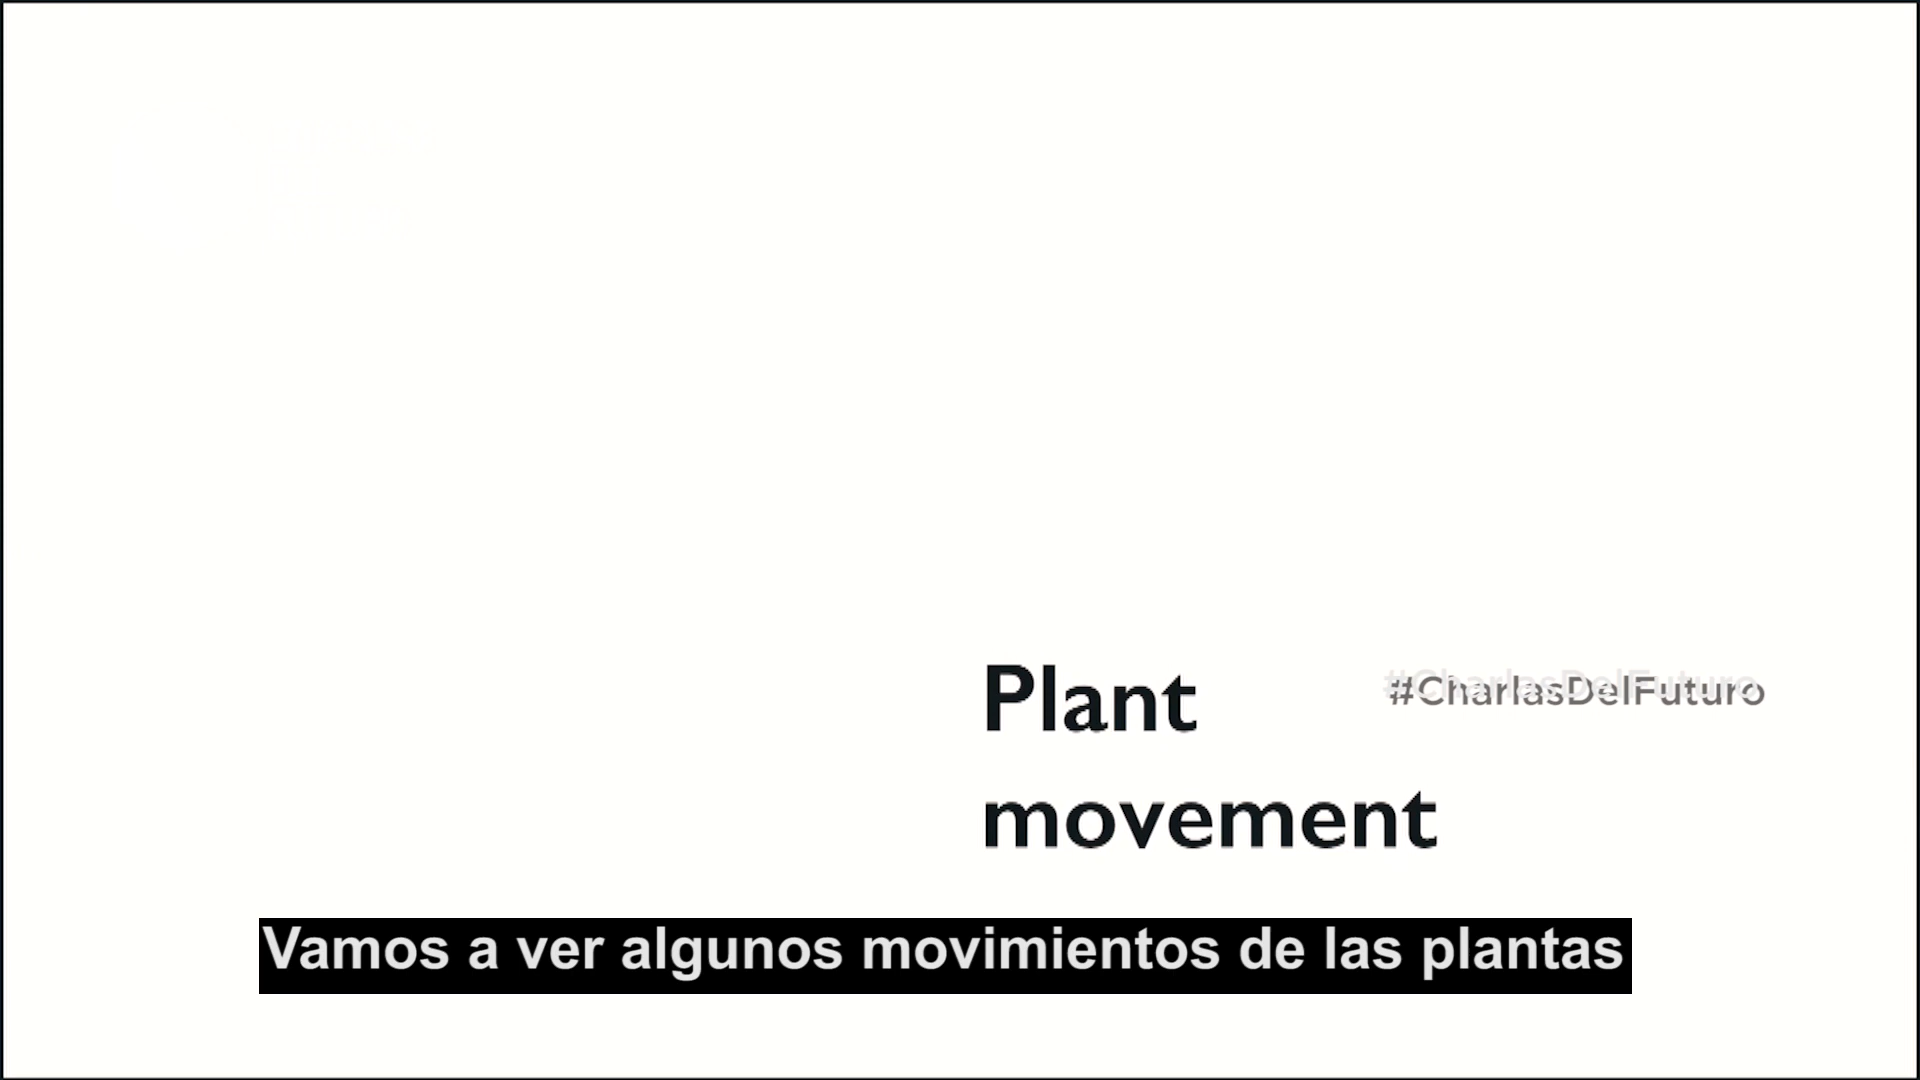 Plant
#CharlasDelFuturo
movement
Vamos a ver algunos movimientos de las plantas